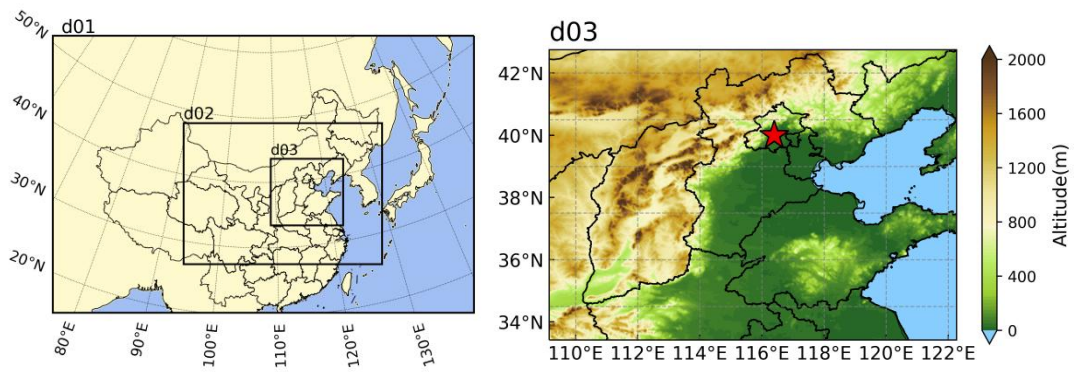 d01
50°N
40°N
30°N
20°N
d02
d03
80°E
90°E
100°E
110°E
120°E
130°E
d03
42°N
40°N
38°N
36°N
34°N
110°E 112°E 114°E 116°E 118°E 120°E 122°E
2000
1600
1200
800
400
0
Altitude(m)